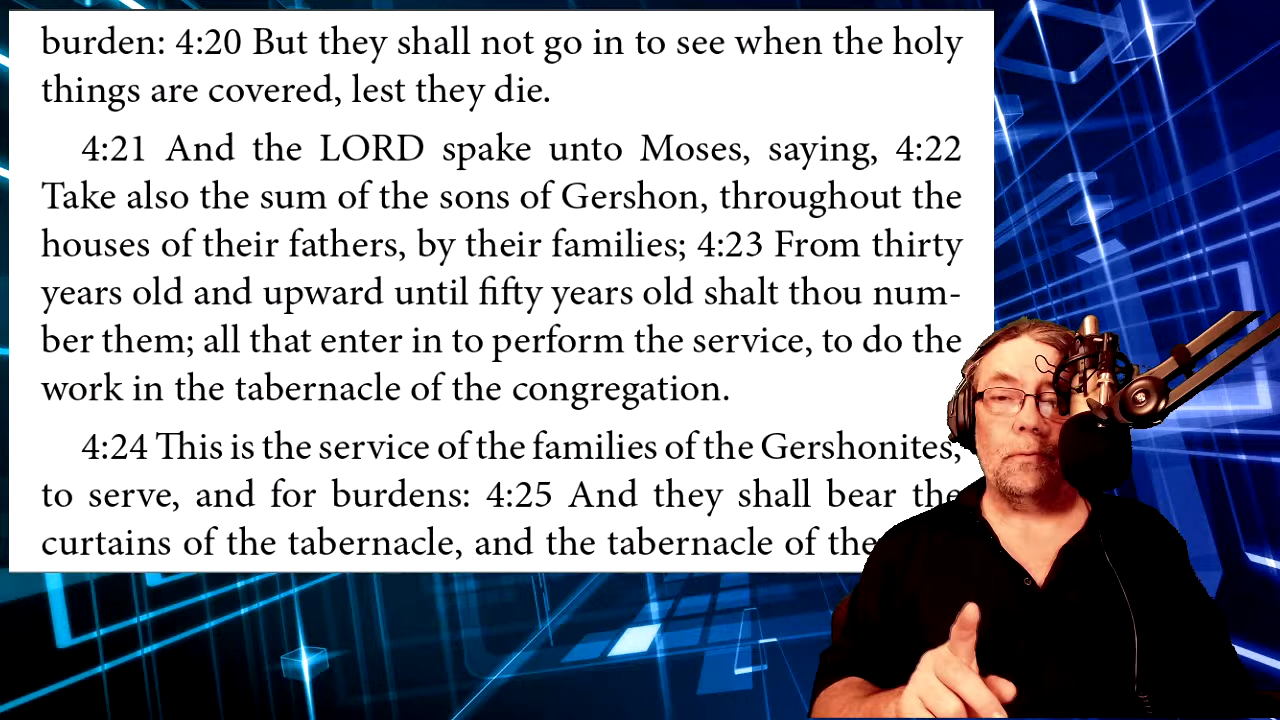 burden: 4:20 But they shall not go in to see when the holy
things are covered, lest they die.
4:21 And the LORD spake unto Moses, saying, 4:22
Take also the sum of the sons of Gershon, throughout the
houses of their fathers, by their families; 4:23 From thirty
years old and upward until fifty years old shalt thou num-
ber them; all that enter in to perform the service, to do the
work in the tabernacle of the congregation.
4:24 This is the service of the families of the Gershonites,
to serve, and for burdens: 4:25 And they shall bear the
curtains of the tabernacle, and the tabernacle of the